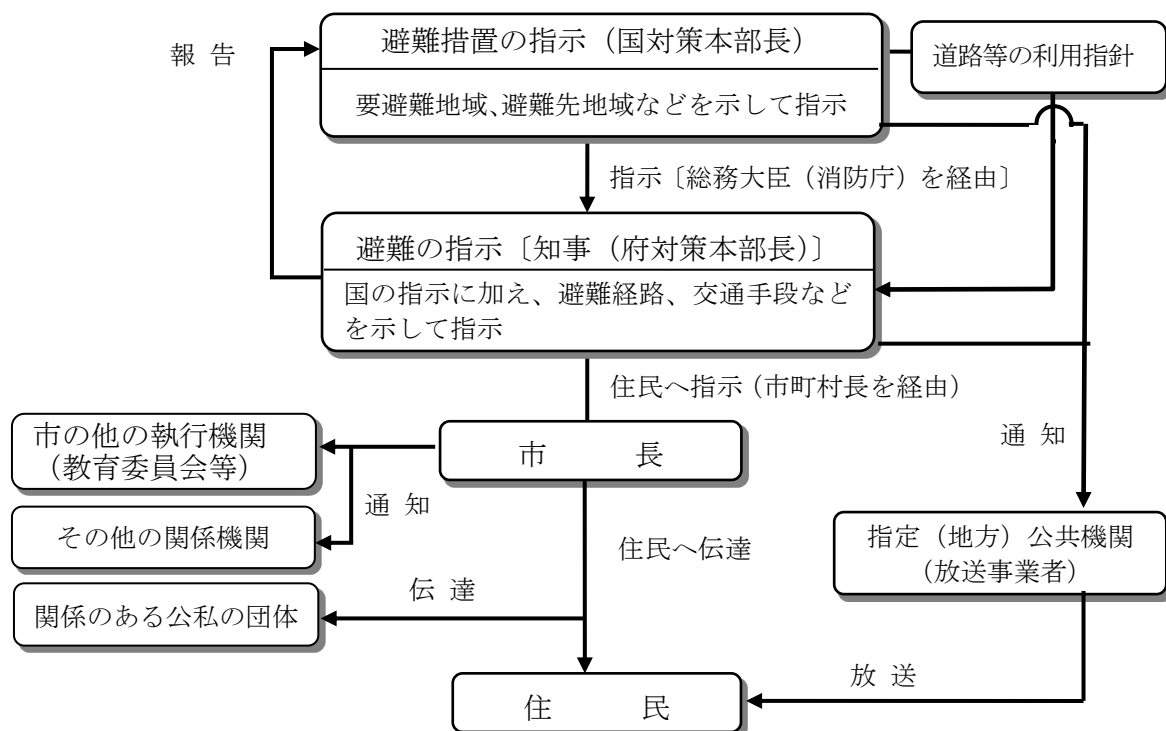 報 告
避難措置の指示（国対策本部長）
道路等の利用指針
要避難地域、避難先地域などを示して指示
指示〔総務大臣（消防庁）を経由〕
避難の指示〔知事（府対策本部長）〕
国の指示に加え、避難経路、交通手段など
を示して指示
住民へ指示（市町村長を経由）
市の他の執行機関
（教育委員会等）
市 長
通 知
通 知
その他の関係機関
住民へ伝達
指定（地方）公共機関
（放送事業者）
伝 達
関係のある公私の団体
放 送
住 民